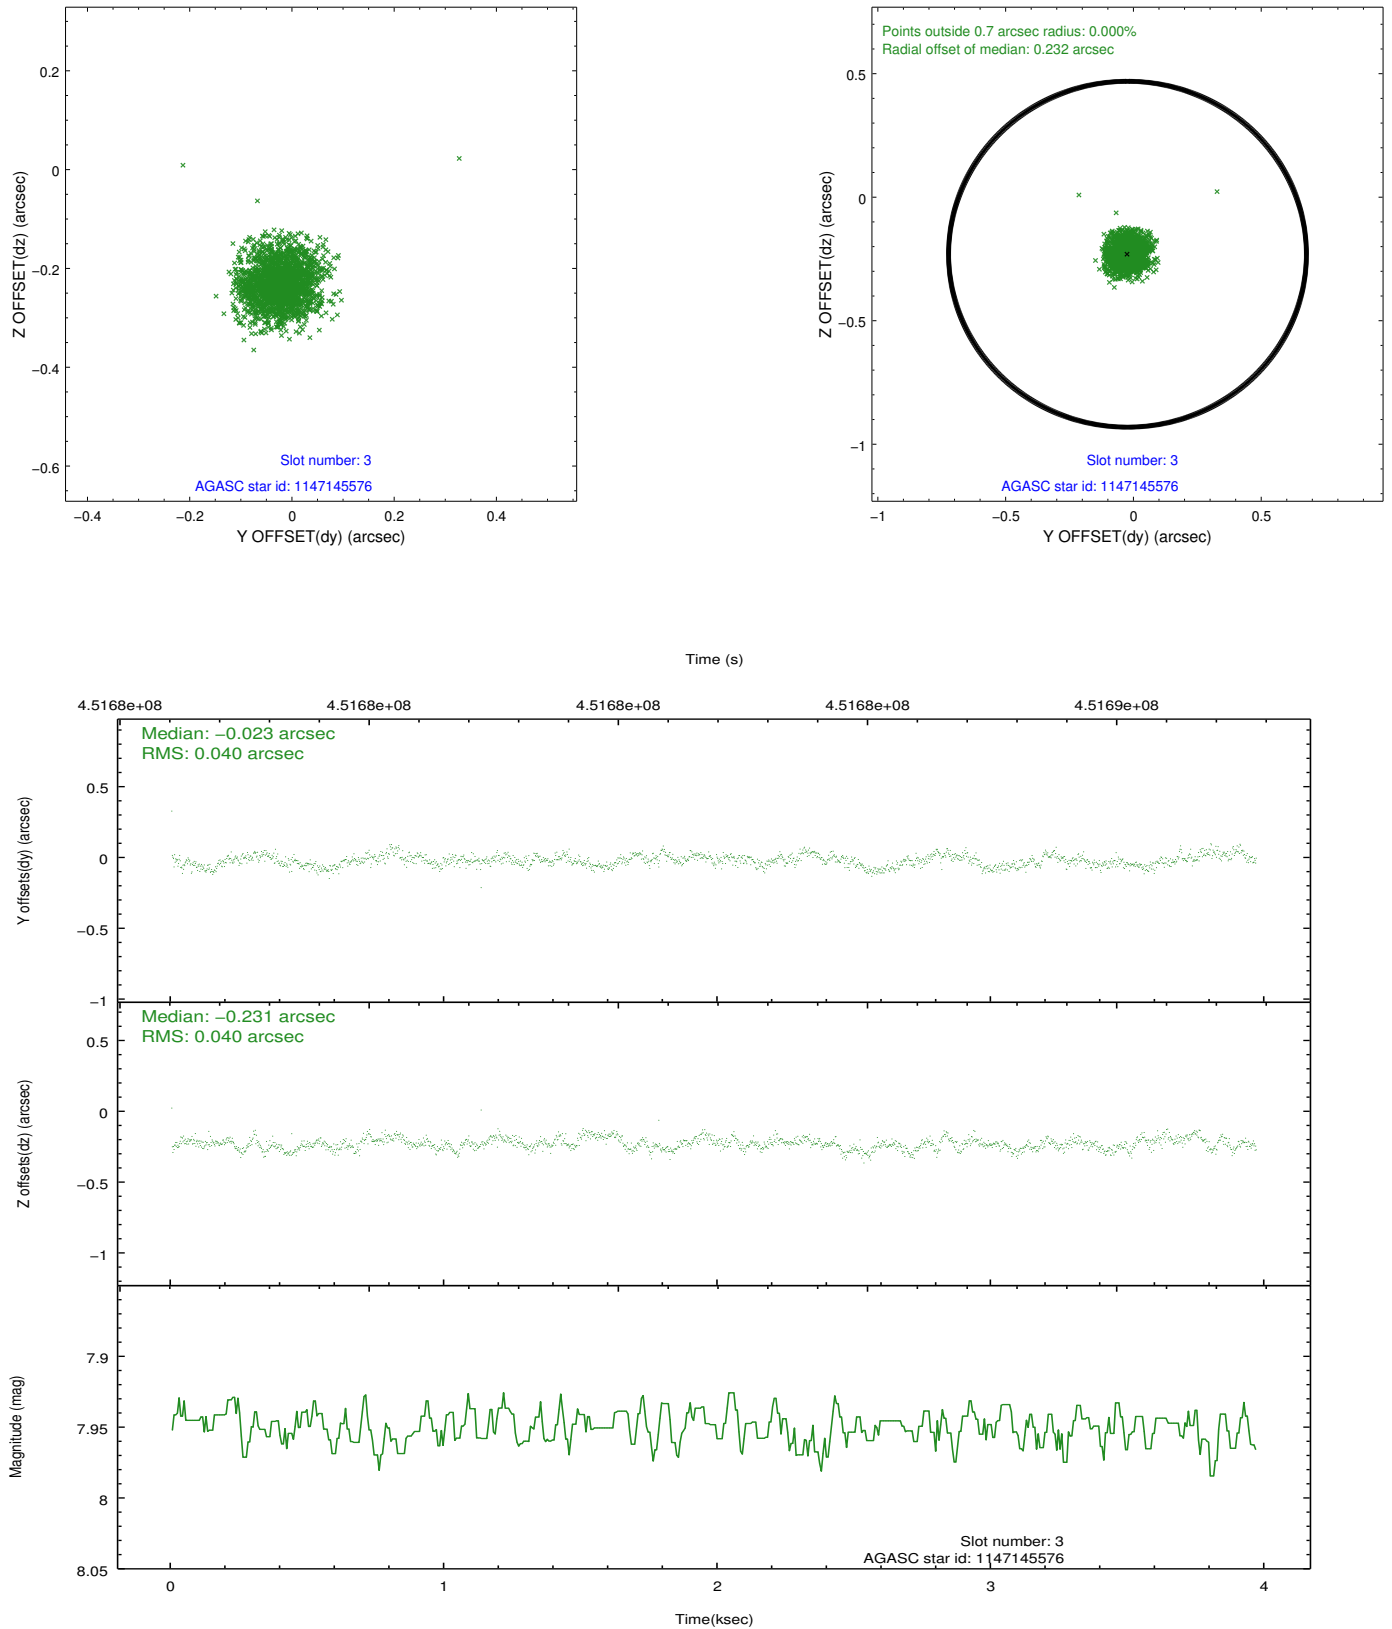 0.2
0
−0.2
−0.4
−0.6
Z OFFSET(dz) (arcsec)
Slot number: 3
AGASC star id: 1147145576
−0.4
−0.2
0
0.2
0.4
Y OFFSET(dy) (arcsec)
Points outside 0.7 arcsec radius: 0.000%
Radial offset of median: 0.232 arcsec
0.5
0
−0.5
−1
Z OFFSET(dz) (arcsec)
Slot number: 3
AGASC star id: 1147145576
−1
−0.5
0
0.5
Y OFFSET(dy) (arcsec)
Time (s)
4.5168e+08
4.5168e+08
4.5168e+08
4.5168e+08
4.5169e+08
Median: −0.023 arcsec
RMS: 0.040 arcsec
0.5
0
−0.5
−1
Y offsets(dy) (arcsec)
Median: −0.231 arcsec
RMS: 0.040 arcsec
0.5
0
−0.5
−1
Z offsets(dz) (arcsec)
7.9
7.95
8
8.05
Magnitude (mag)
Slot number: 3
AGASC star id: 1147145576
0
1
2
3
4
Time(ksec)